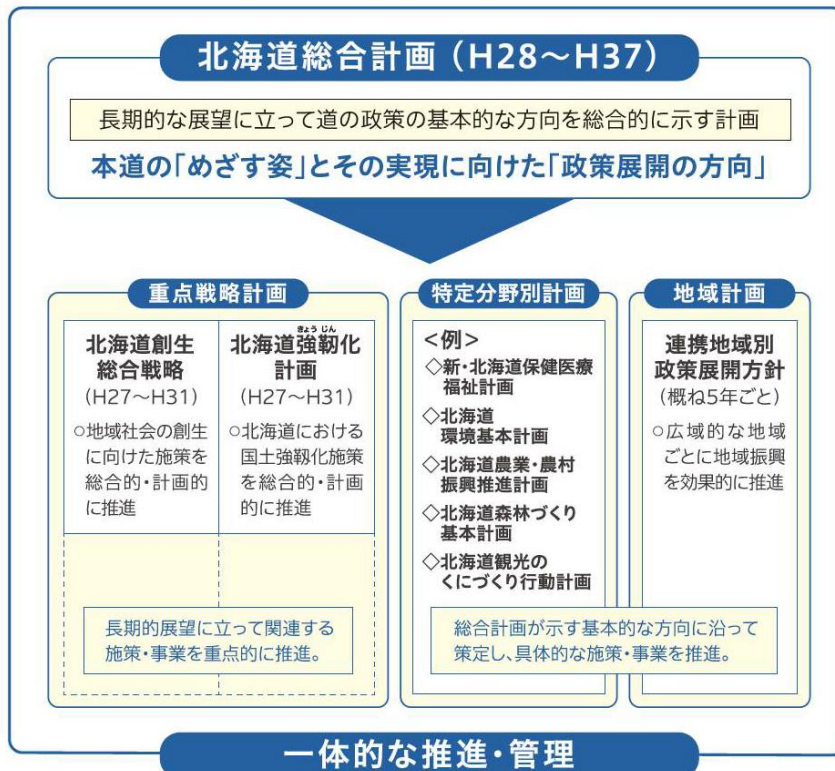 北海道総合計画（H28～H37）
長期的な展望に立って道の政策の基本的な方向を総合的に示す計画
本道の「めざす姿」とその実現に向けた「政策展開の方向」
重点戦略計画
北海道創生
総合戦略
（H27～H31）
○地域社会の創生
に向けた施策を
総合的・計画的
に推進
きょう じん
北海道強靱化
計画
（H27～H31）
○北海道における
国土強靱化施策
を総合的・計画
的に推進
長期的展望に立って関連する
施策・事業を重点的に推進。
特定分野別計画
＜例＞
◇新・北海道保健医療
福祉計画
◇北海道
環境基本計画
◇北海道農業・農村
振興推進計画
◇北海道森林づくり
基本計画
◇北海道観光の
くにづくり行動計画
地域計画
連携地域別
政策展開方針
（概ね5年ごと）
○広域的な地域
ごとに地域振興
を効果的に推進
総合計画が示す基本的な方向に沿って
策定し、具体的な施策・事業を推進。
一体的な推進・管理